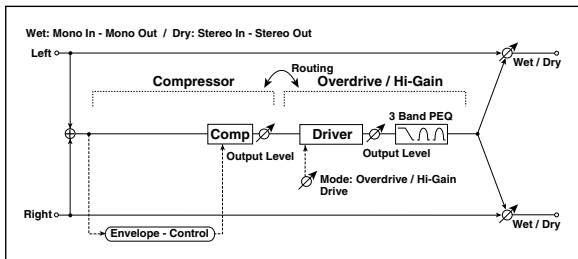 Wet: Mono In - Mono Out / Dry: Stereo In - Stereo Out
Left
Wet / Dry
Routing
Compressor
Overdrive / Hi-Gain
3 Band PEQ
Comp
Driver
Output Level
Output Level
Mode: Overdrive / Hi-Gain
Drive
Right
Wet / Dry
Envelope - Control